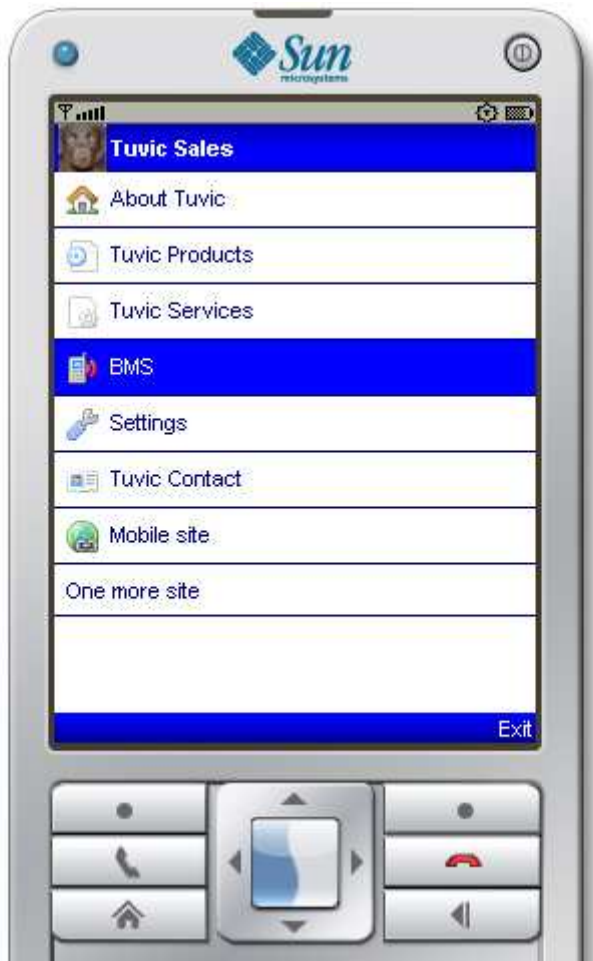 Sun
microsystems
Tuvic Sales
About Tuvic
Tuvic Products
Tuvic Services
BMS
Settings
Tuvic Contact
Mobile site
One more site
Exit